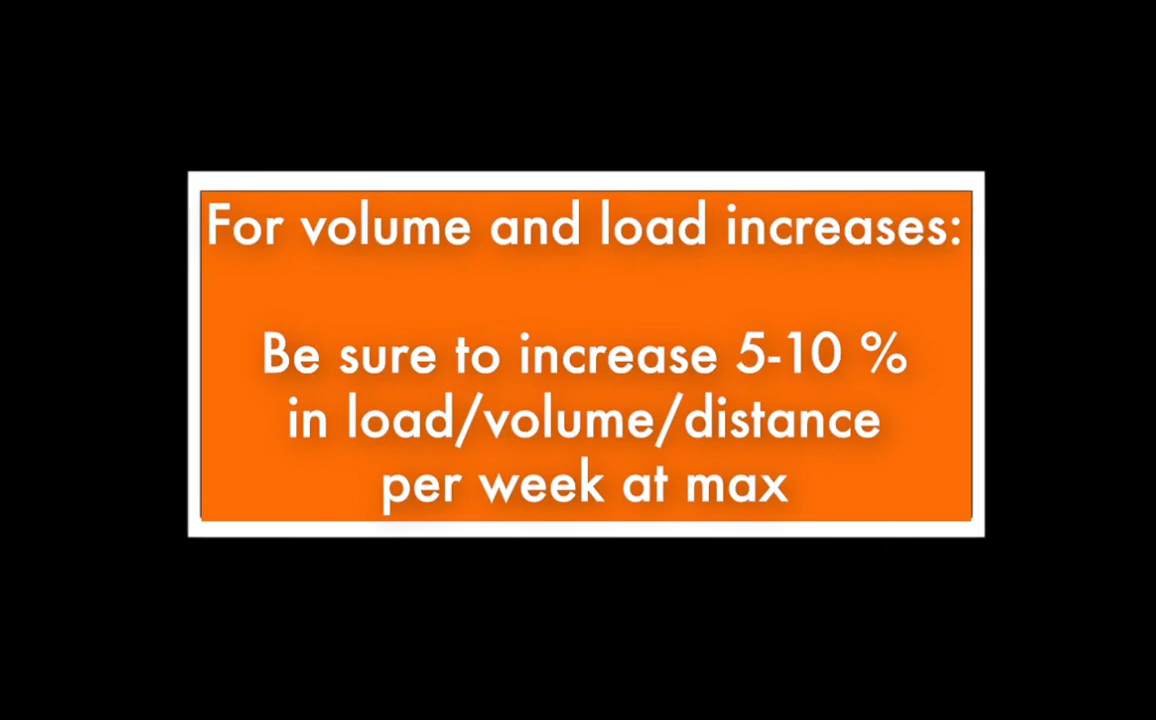 For volume and load increases:
Be sure to increase 5-10 %
in load/volume/distance
per week at max